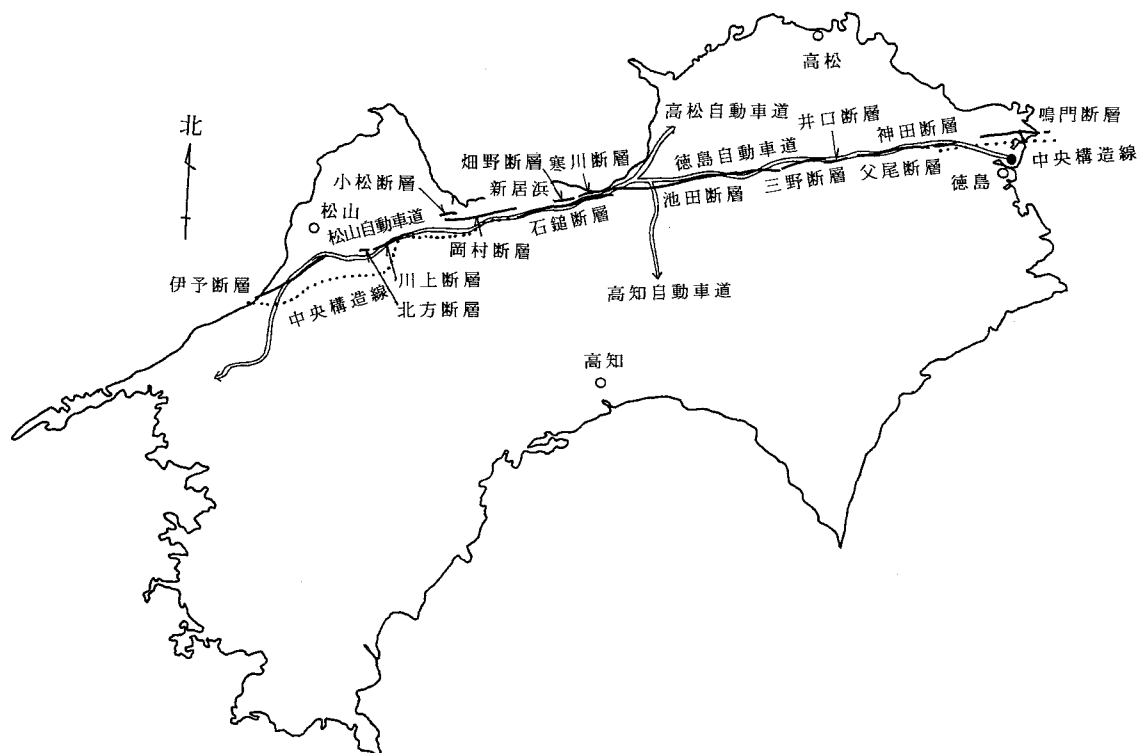 北
高松
高松自動車道
井口断層
鳴門断層
神田断層
畑野断層
寒川断層
徳島自動車道
中央構造線
小松断層
新居浜
三野断層
父尾断層
徳島
松山
松山自動車道
石鎚断層
池田断層
岡村断層
伊予断層
川上断層
高知自動車道
中央構造線
北方断層
高知